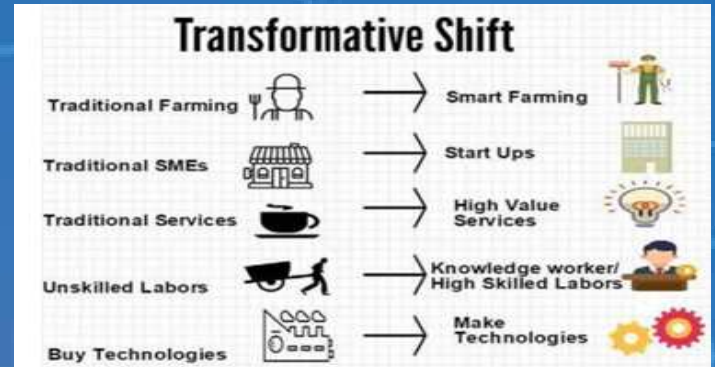 Transformative Shift
Traditional Farming
Smart Farming
Traditional SMEs
Start Ups
Traditional Services
High Value
Services
Unskilled Labors
Knowledge worker/
High Skilled Labors
Buy Technologies
Make
Technologies